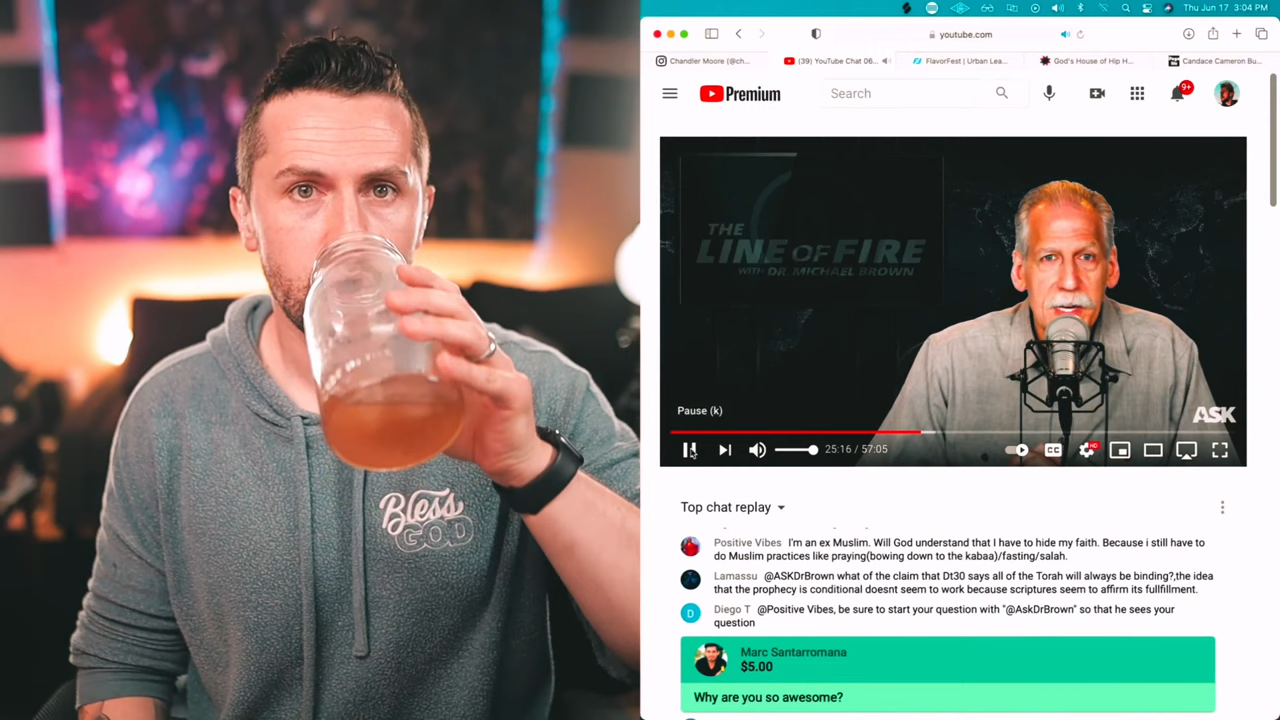 Thu Jun 17 3:04 PM
youtube.com
Chandler Moore (@ch...
(39) YouTube Chat 06...
FlavorFest | Urban Lea...
God's House of Hip H...
Candace Cameron Bu...
Premium
Search
9+
THE
LINE OF FIRE
WITH DR. MICHAEL BROWN
Pause (k)
ASK
25:16 / 57:05
CC
HD
Bless
GOD
Top chat replay
Positive Vibes I'm an ex Muslim. Will God understand that I have to hide my faith. Because i still have to
do Muslim practices like praying(bowing down to the kabaa)/fasting/salah.
Lamassu @ASKDrBrown what of the claim that Dt30 says all of the Torah will always be binding?,the idea
that the prophecy is conditional doesnt seem to work because scriptures seem to affirm its fullfillment.
D
Diego T @Positive Vibes, be sure to start your question with "@AskDrBrown" so that he sees your
question
Marc Santarromana
$5.00
Why are you so awesome?